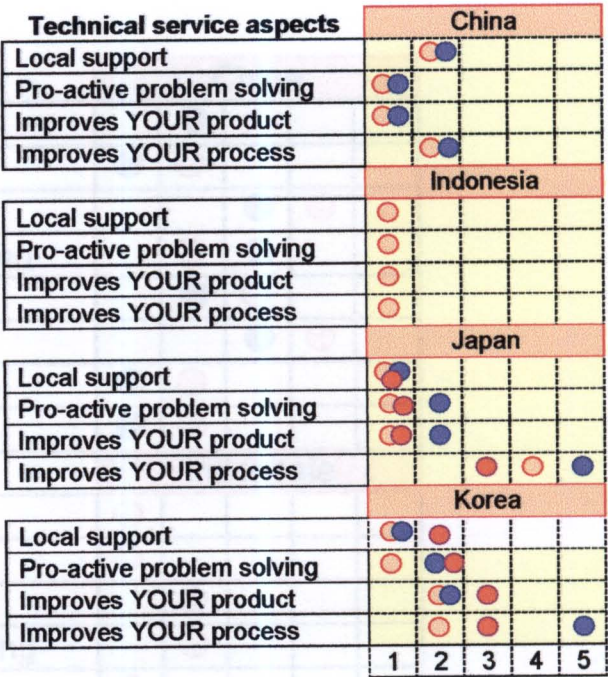 Technical service aspects China
Local support
Pro-active problem solving
Improves YOUR product
Improves YOUR process
Indonesia
Local support
Pro-active problem solving
Improves YOUR product
Improves YOUR process
Japan
Local support
Pro-active problem solving
Improves YOUR product
Improves YOUR process
Korea
Local support
Pro-active problem solving
Improves YOUR product
Improves YOUR process
1 2 3 4 5